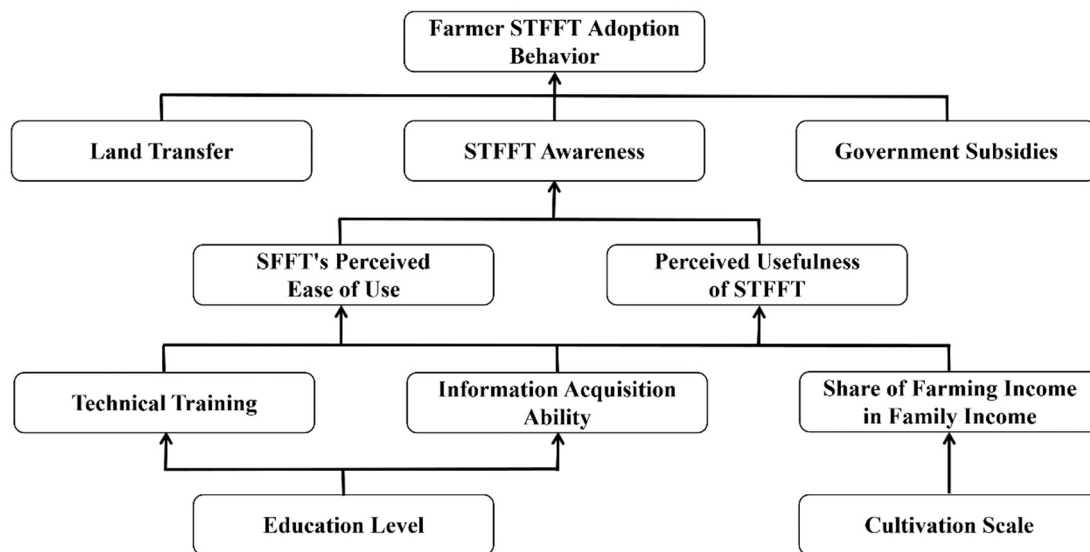 Farmer STFFT Adoption
Behavior
Land Transfer
STFFT Awareness
Government Subsidies
SFFT's Perceived
Ease of Use
Perceived Usefulness
of STFFT
Technical Training
Information Acquisition
Ability
Share of Farming Income
in Family Income
Education Level
Cultivation Scale